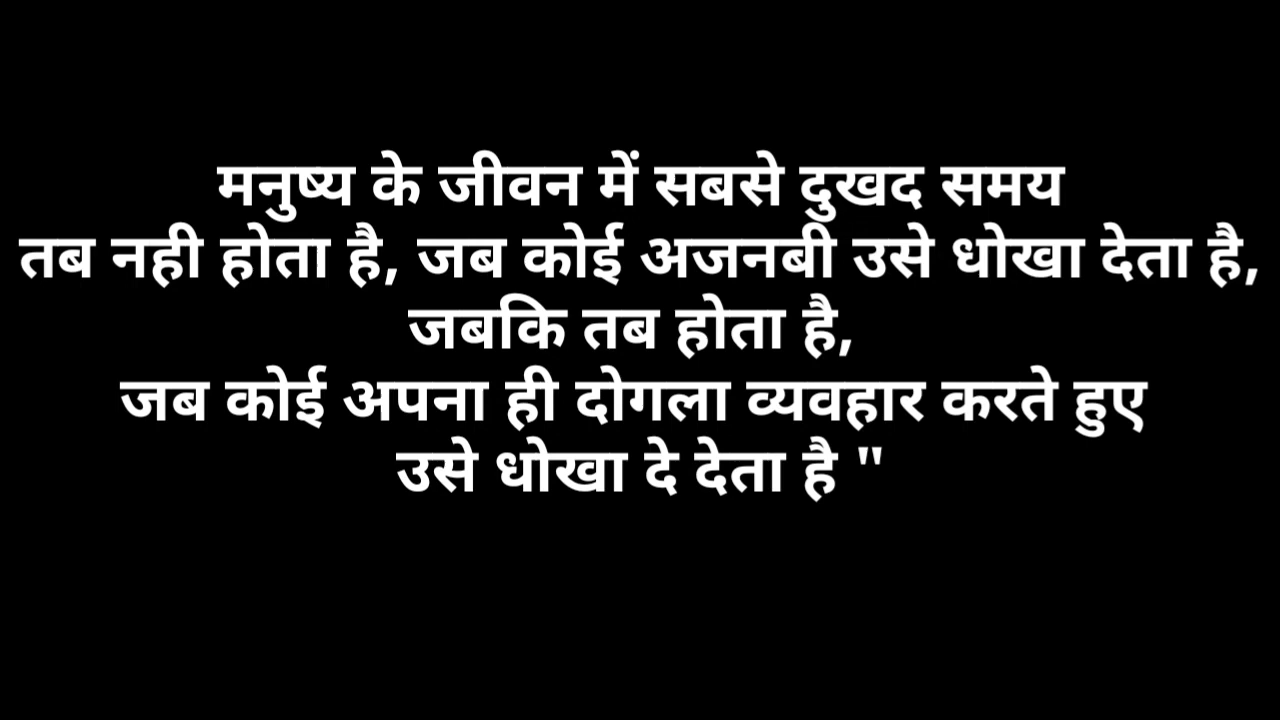 मनुष्य के जीवन में सबसे दुखद समय
तब नही होता है, जब कोई अजनबी उसे धोखा देता है,
जबकि तब होता है,
जब कोई अपना ही दोगला व्यवहार करते हुए
उसे धोखा दे देता है "